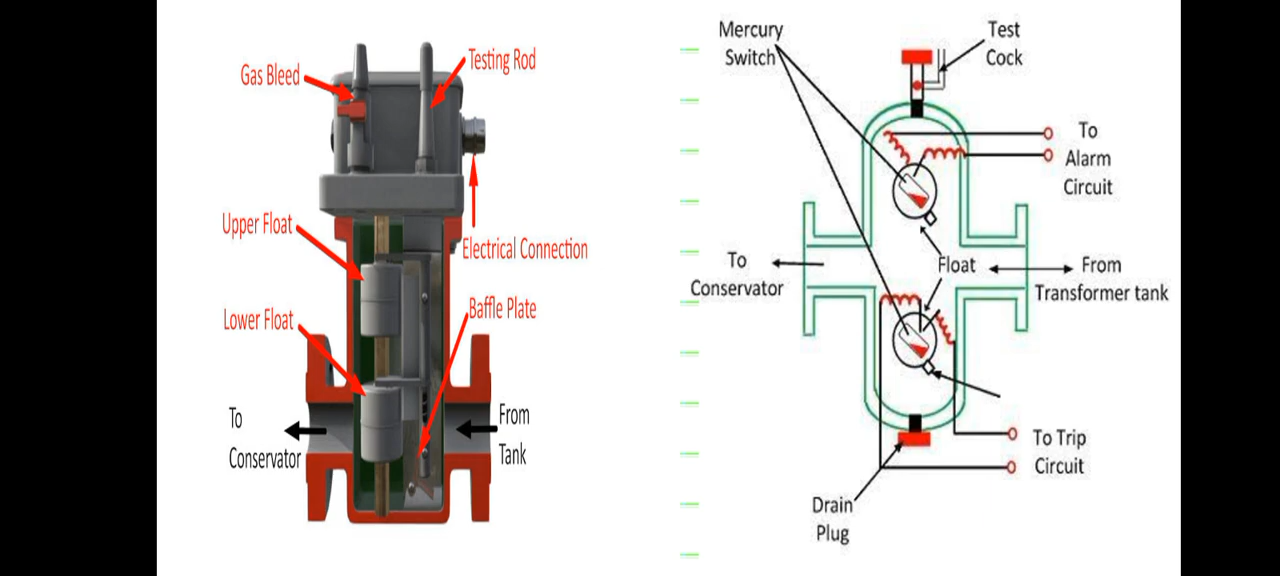 Gas Bleed
Testing Rod
Upper Float
Electrical Connection
Lower Float
Baffle Plate
To
Conservator
From
Tank
Mercury
Switch
Test
Cock
To
Alarm
Circuit
To
Conservator
Float
From
Transformer tank
To Trip
Circuit
Drain
Plug